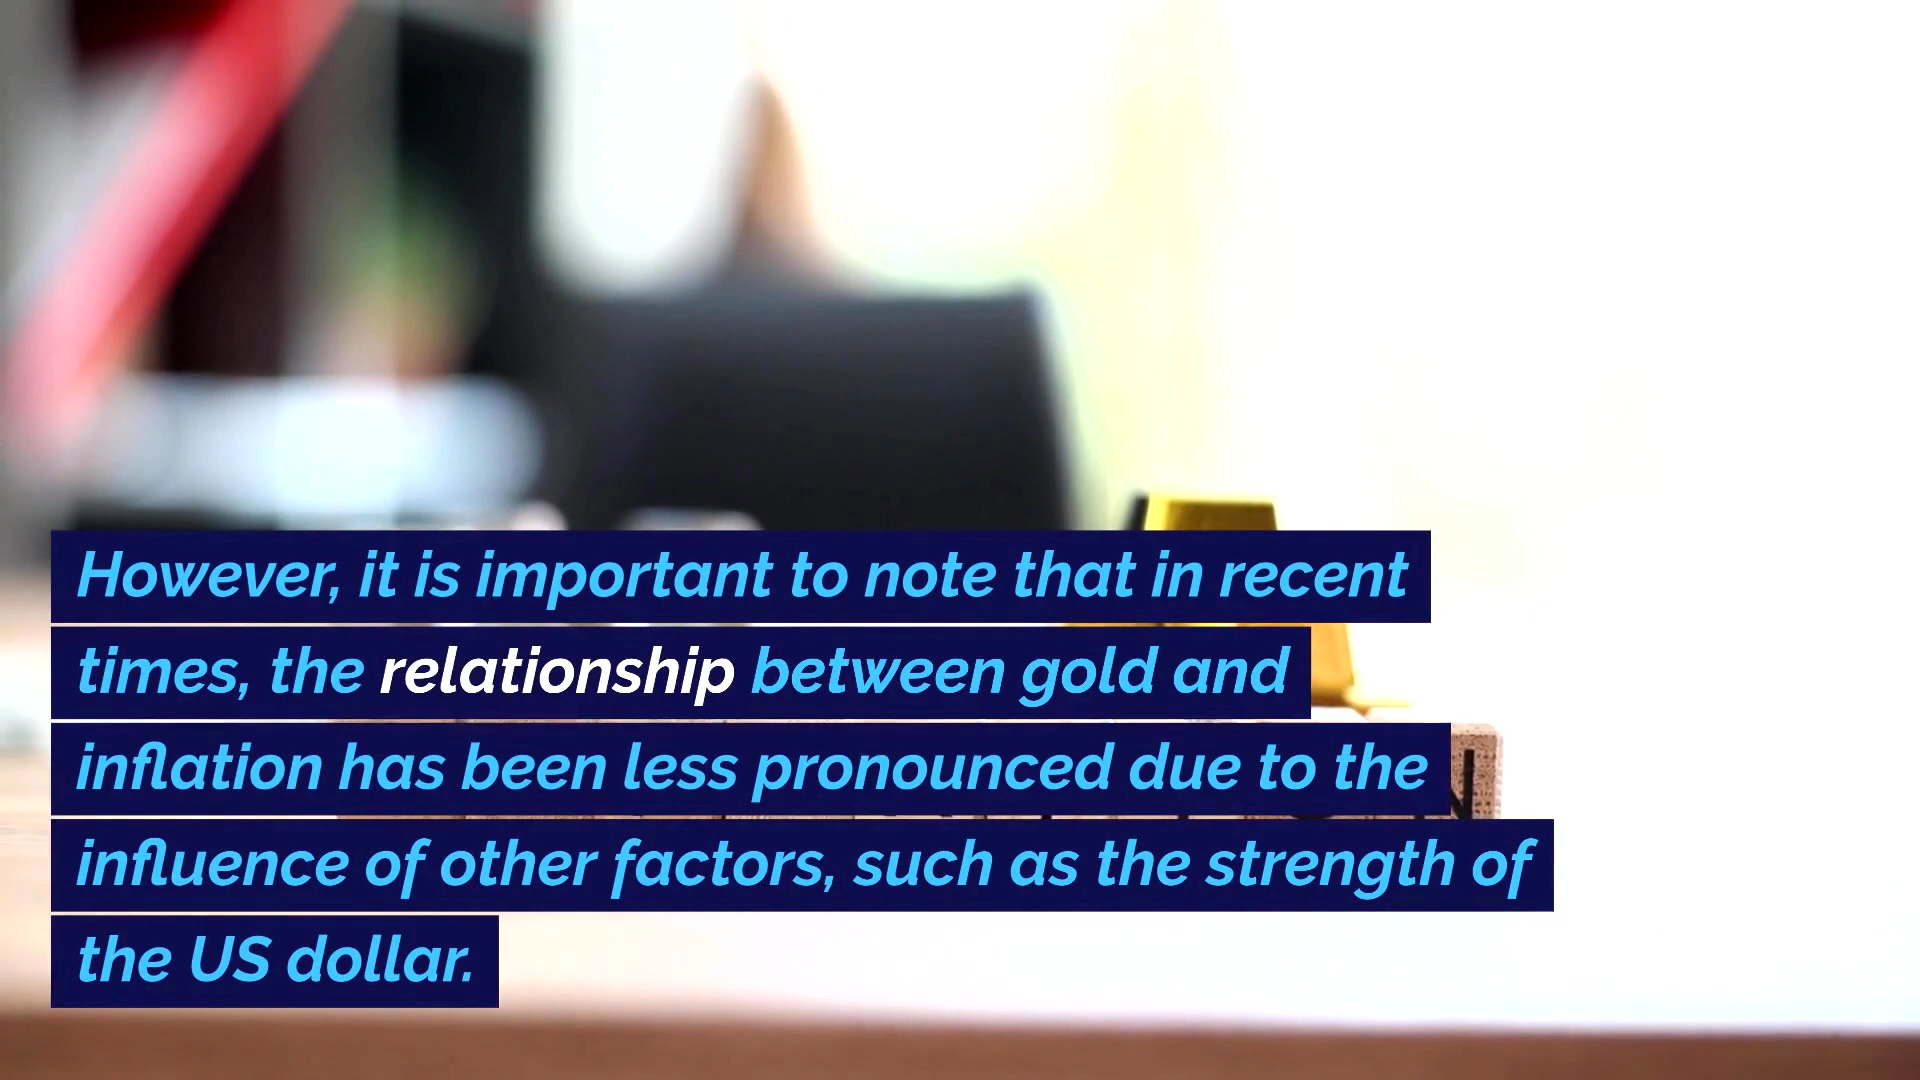 However, it is important to note that in recent
times, the relationship between gold and
inflation has been less pronounced due to the
influence of other factors, such as the strength of
the US dollar.
N